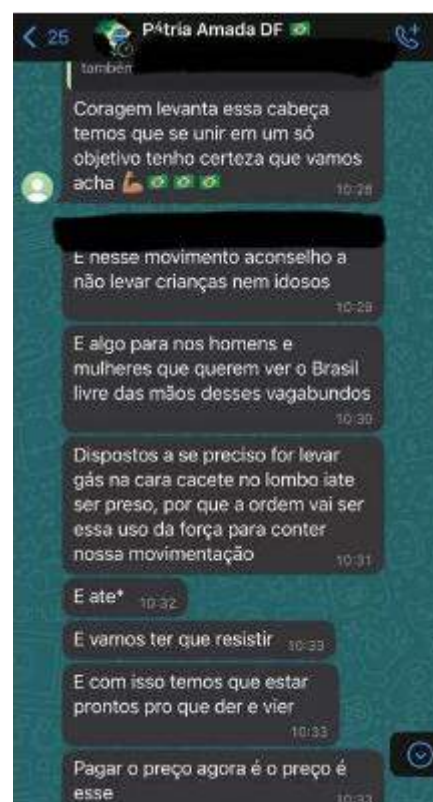 25
Pátria Amada DF
também
Coragem levanta essa cabeça
temos que se unir em um só
objetivo tenho certeza que vamos
acha
10:28
E nesse movimento aconselho a
não levar crianças nem idosos
10:29
E algo para nos homens e
mulheres que querem ver o Brasil
livre das mãos desses vagabundos
10:30
Dispostos a se preciso for levar
gás na cara cacete no lombo iate
ser preso, por que a ordem vai ser
essa uso da força para conter
nossa movimentação
10:31
E ate* 10:32
E vamos ter que resistir 10:33
E com isso temos que estar
prontos pro que der e vier
10:33
Pagar o preço agora é o preço é
esse
10:33